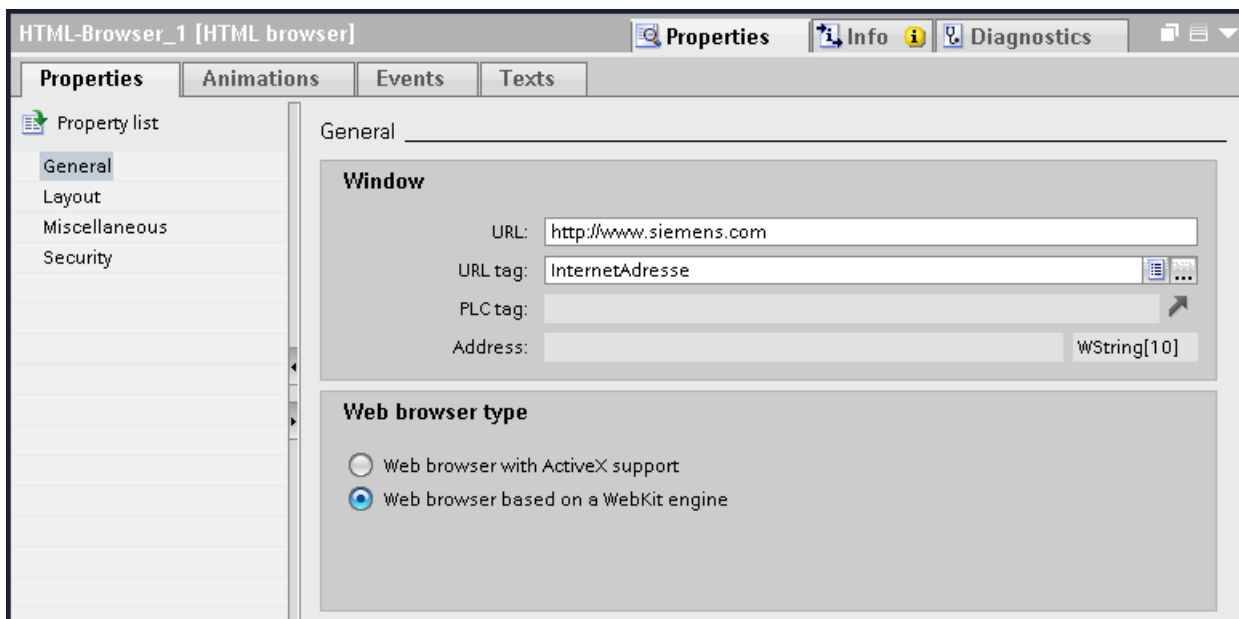 HTML-Browser_1 [HTML browser]
Properties
Info
Diagnostics
Properties
Animations
Events
Texts
Property list
General
Layout
Miscellaneous
Security
General
Window
URL: http://www.siemens.com
URL tag: InternetAdresse
...
PLC tag:
Address: WString[10]
Web browser type
Web browser with ActiveX support
Web browser based on a WebKit engine